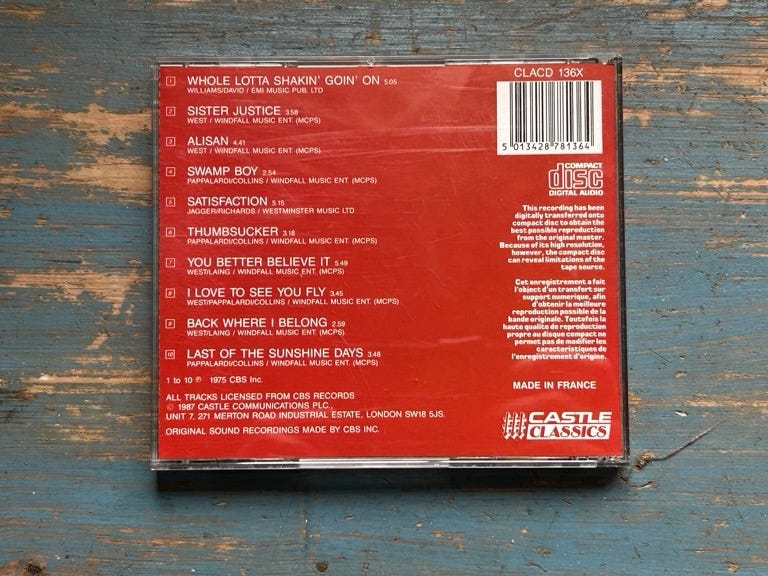 1 WHOLE LOTTA SHAKIN' GOIN' ON 5.05
WILLIAMS/DAVID / EMI MUSIC PUB. LTD
2 SISTER JUSTICE 3.58
WEST / WINDFALL MUSIC ENT. (MCPS)
3 ALISAN 4.41
WEST / WINDFALL MUSIC ENT. (MCPS)
4 SWAMP BOY 2.54
PAPPALARDI/COLLINS / WINDFALL MUSIC ENT. (MCPS)
5 SATISFACTION 5.15
JAGGER/RICHARDS / WESTMINSTER MUSIC LTD
6 THUMBSUCKER 3.18
PAPPALARDI/COLLINS / WINDFALL MUSIC ENT. (MCPS)
7 YOU BETTER BELIEVE IT 5.49
WEST/LAING / WINDFALL MUSIC ENT. (MCPS)
8 I LOVE TO SEE YOU FLY 3.45
WEST/PAPPALARDI/COLLINS / WINDFALL MUSIC ENT. (MCPS)
9 BACK WHERE I BELONG 2.59
WEST/LAING / WINDFALL MUSIC ENT. (MCPS)
10 LAST OF THE SUNSHINE DAYS 3.48
PAPPALARDI/COLLINS / WINDFALL MUSIC ENT. (MCPS)
1 to 10 ℗ 1975 CBS Inc.
ALL TRACKS LICENSED FROM CBS RECORDS
© 1987 CASTLE COMMUNICATIONS PLC.,
UNIT 7, 271 MERTON ROAD INDUSTRIAL ESTATE, LONDON SW18 5JS.
ORIGINAL SOUND RECORDINGS MADE BY CBS INC.
CLACD 136X
5 013428 781364
COMPACT
disc
DIGITAL AUDIO
This recording has been
digitally transferred onto
compact disc to obtain the
best possible reproduction
from the original master.
Because of its high resolution,
however, the compact disc
can reveal limitations of the
tape source.
Cet enregistrement a fait
l'object d'un transfert sur
support numerique, afin
d'obtenir la meilleure
reproduction possible de la
bande originale. Toutefois la
haute qualite de reproduction
propre au disque compact ne
permet pas de modifier les
caracteristiques de
l'enregistrement d'origine.
MADE IN FRANCE
CASTLE
CLASSICS